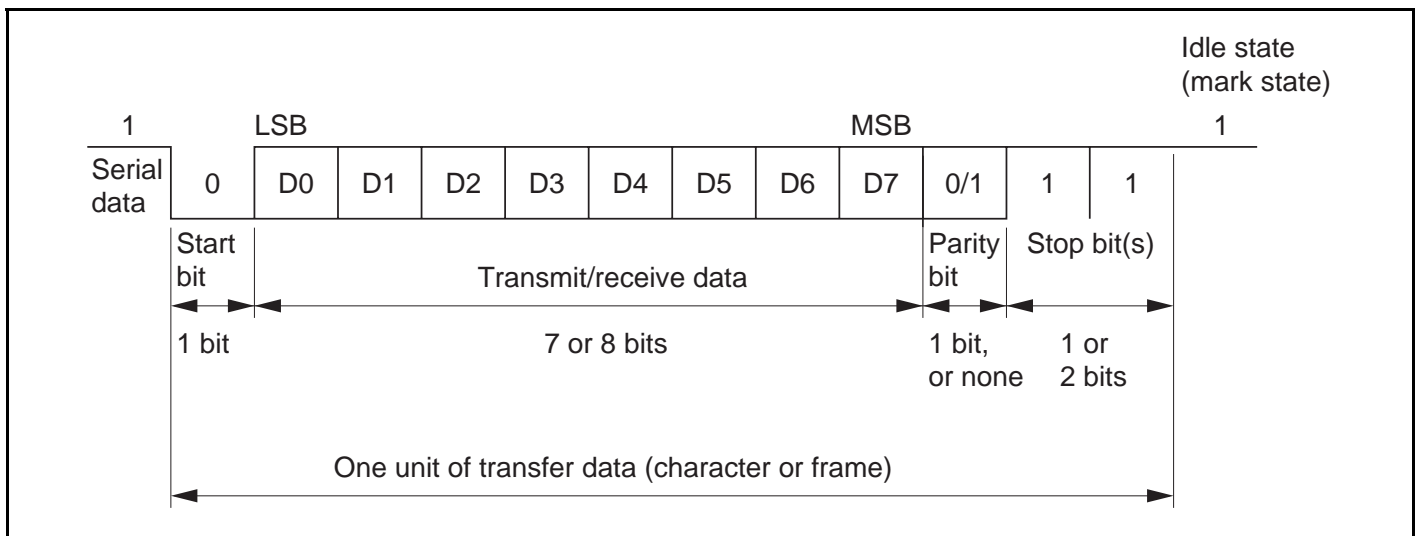 Idle state
(mark state)
1 LSB MSB 1
Serial
data
0 D0 D1 D2 D3 D4 D5 D6 D7 0/1 1 1
Start
bit
Transmit/receive data
Parity
bit
Stop bit(s)
1 bit
7 or 8 bits
1 bit,
or none
1 or
2 bits
One unit of transfer data (character or frame)